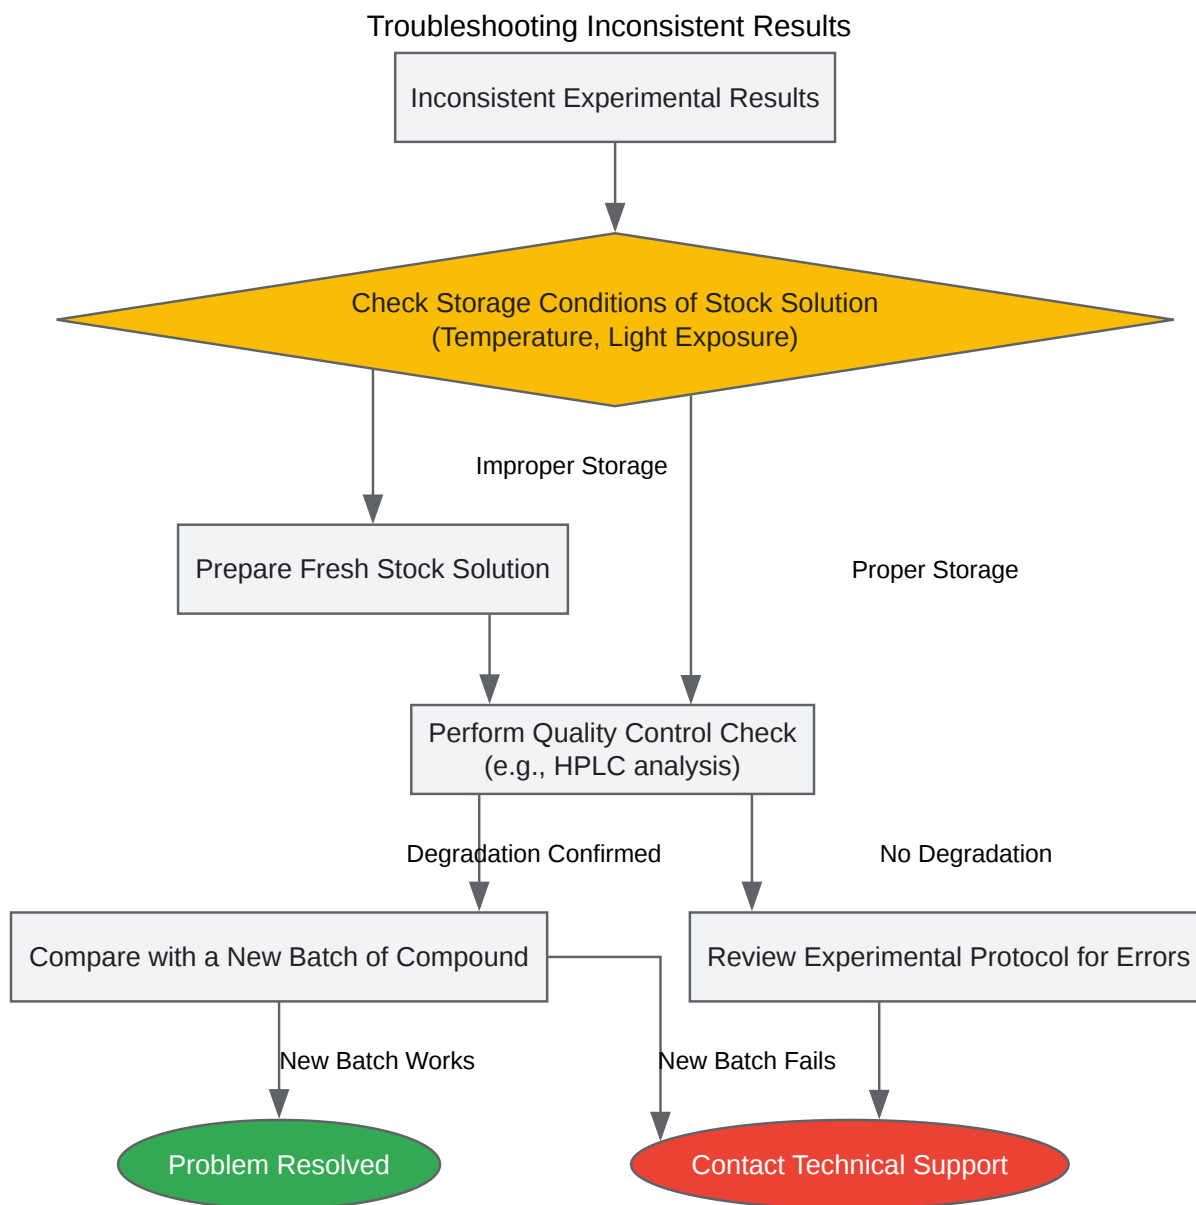 Troubleshooting Inconsistent Results
Inconsistent Experimental Results
Check Storage Conditions of Stock Solution
(Temperature, Light Exposure)
Improper Storage
Prepare Fresh Stock Solution
Proper Storage
Perform Quality Control Check
(e.g., HPLC analysis)
Degradation Confirmed
No Degradation
Compare with a New Batch of Compound
Review Experimental Protocol for Errors
New Batch Works
New Batch Fails
Problem Resolved
Contact Technical Support